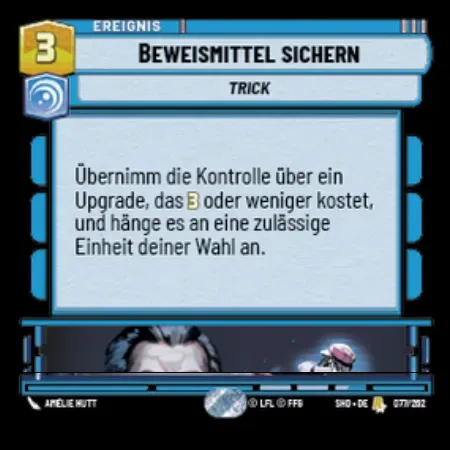 EREIGNIS
3
BEWEISMITTEL SICHERN
TRICK
Übernimm die Kontrolle über ein
Upgrade, das 3 oder weniger kostet,
und hänge es an eine zulässige
Einheit deiner Wahl an.
AMÉLIE HUTT
© LFL © FFG
SHD • DE
077/262